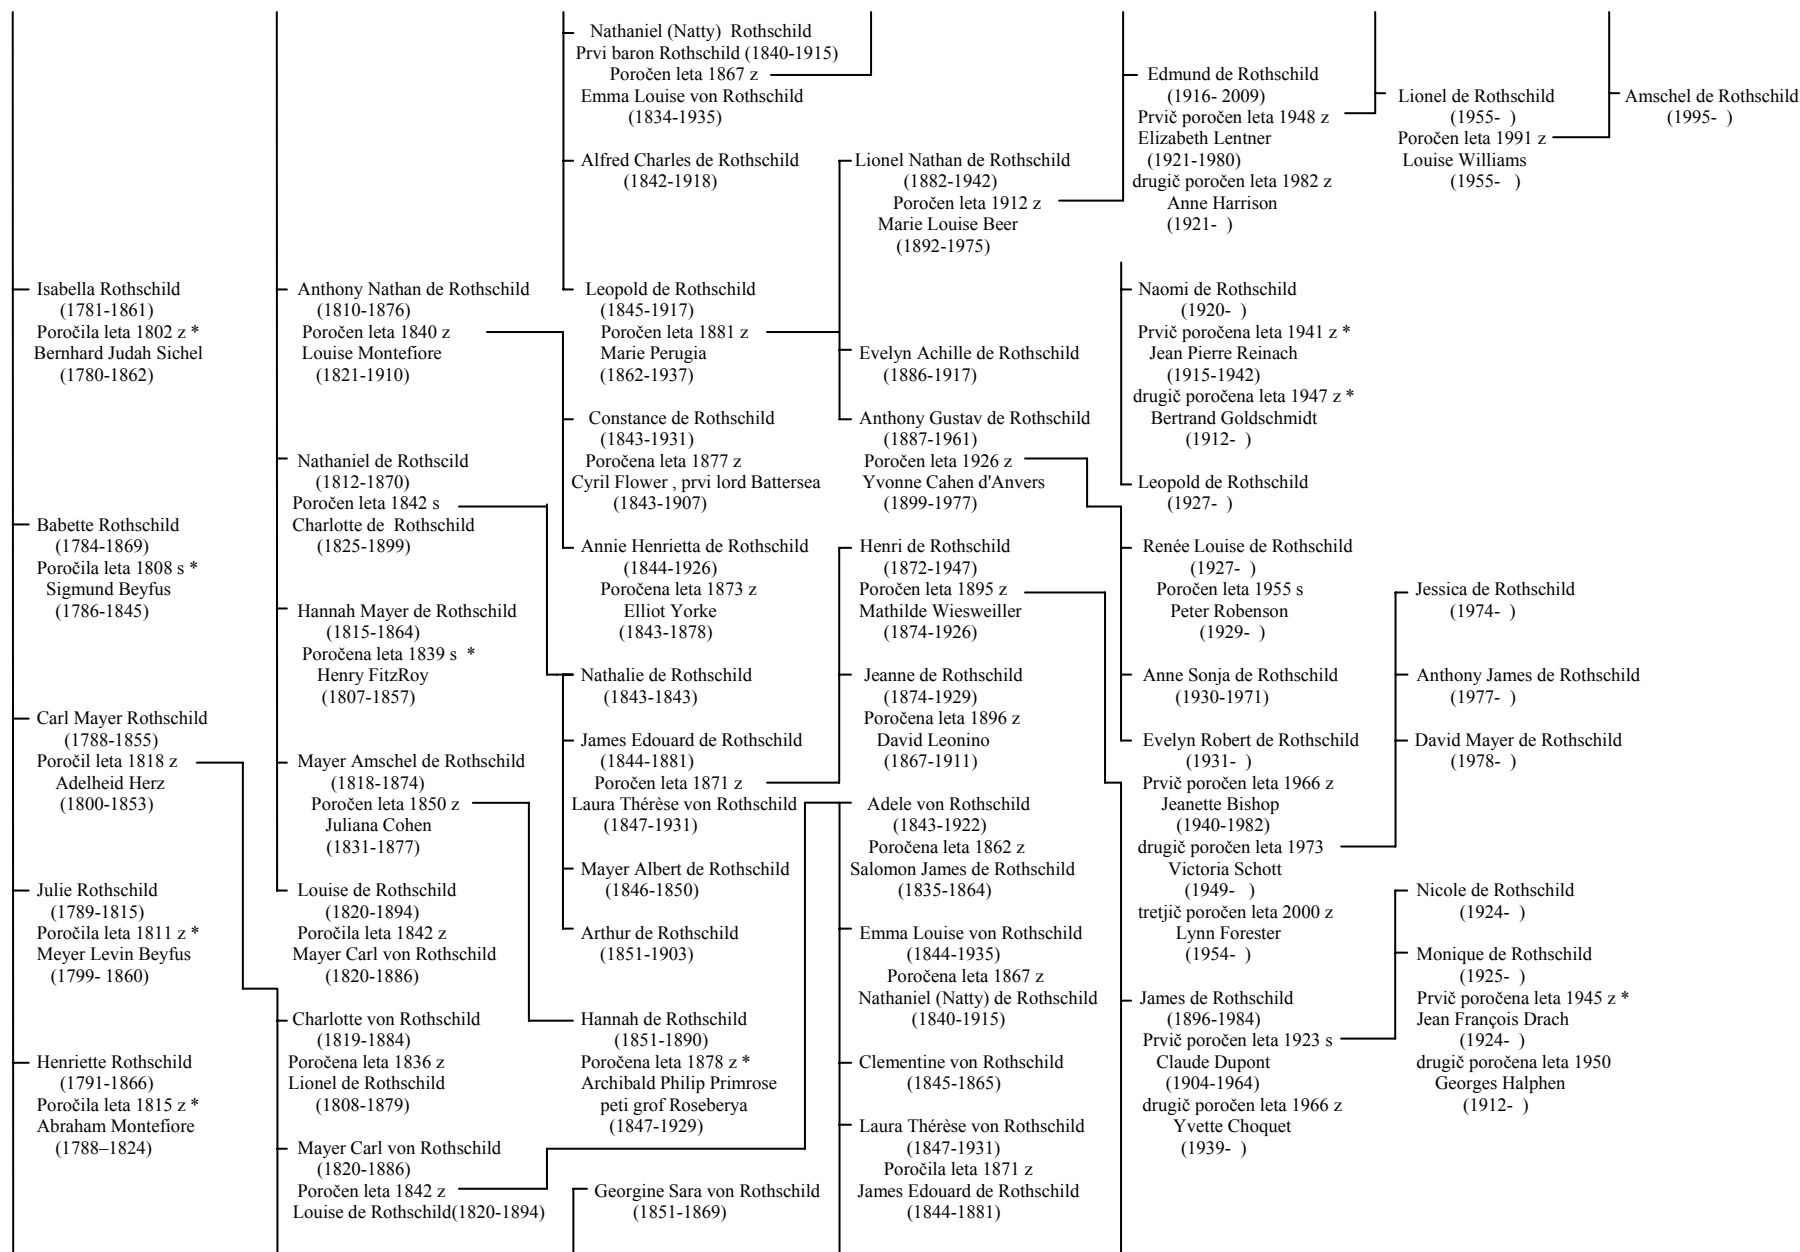 Isabella Rothschild
(1781-1861)
Poročila leta 1802 z *
Bernhard Judah Sichel
(1780-1862)
Babette Rothschild
(1784-1869)
Poročila leta 1808 s *
Sigmund Beyfus
(1786-1845)
Carl Mayer Rothschild
(1788-1855)
Poročil leta 1818 z
Adelheid Herz
(1800-1853)
Julie Rothschild
(1789-1815)
Poročila leta 1811 z *
Meyer Levin Beyfus
(1799- 1860)
Henriette Rothschild
(1791-1866)
Poročila leta 1815 z *
Abraham Montefiore
(1788–1824)
Anthony Nathan de Rothschild
(1810-1876)
Poročen leta 1840 z
Louise Montefiore
(1821-1910)
Nathaniel de Rothscild
(1812-1870)
Poročen leta 1842 s
Charlotte de Rothschild
(1825-1899)
Hannah Mayer de Rothschild
(1815-1864)
Poročena leta 1839 s *
Henry FitzRoy
(1807-1857)
Mayer Amschel de Rothschild
(1818-1874)
Poročen leta 1850 z
Juliana Cohen
(1831-1877)
Louise de Rothschild
(1820-1894)
Poročila leta 1842 z
Mayer Carl von Rothschild
(1820-1886)
Charlotte von Rothschild
(1819-1884)
Poročena leta 1836 z
Lionel de Rothschild
(1808-1879)
Mayer Carl von Rothschild
(1820-1886)
Poročen leta 1842 z
Louise de Rothschild(1820-1894)
Nathaniel (Natty) Rothschild
Prvi baron Rothschild (1840-1915)
Poročen leta 1867 z
Emma Louise von Rothschild
(1834-1935)
Alfred Charles de Rothschild
(1842-1918)
Leopold de Rothschild
(1845-1917)
Poročen leta 1881 z
Marie Perugia
(1862-1937)
Constance de Rothschild
(1843-1931)
Poročena leta 1877 z
Cyril Flower , prvi lord Battersea
(1843-1907)
Annie Henrietta de Rothschild
(1844-1926)
Poročena leta 1873 z
Elliot Yorke
(1843-1878)
Nathalie de Rothschild
(1843-1843)
James Edouard de Rothschild
(1844-1881)
Poročen leta 1871 z
Laura Thérèse von Rothschild
(1847-1931)
Mayer Albert de Rothschild
(1846-1850)
Arthur de Rothschild
(1851-1903)
Hannah de Rothschild
(1851-1890)
Poročena leta 1878 z *
Archibald Philip Primrose
peti grof Roseberya
(1847-1929)
Georgine Sara von Rothschild
(1851-1869)
Lionel Nathan de Rothschild
(1882-1942)
Poročen leta 1912 z
Marie Louise Beer
(1892-1975)
Evelyn Achille de Rothschild
(1886-1917)
Anthony Gustav de Rothschild
(1887-1961)
Poročen leta 1926 z
Yvonne Cahen d'Anvers
(1899-1977)
Henri de Rothschild
(1872-1947)
Poročen leta 1895 z
Mathilde Wiesweiller
(1874-1926)
Jeanne de Rothschild
(1874-1929)
Poročena leta 1896 z
David Leonino
(1867-1911)
Adele von Rothschild
(1843-1922)
Poročena leta 1862 z
Salomon James de Rothschild
(1835-1864)
Emma Louise von Rothschild
(1844-1935)
Poročena leta 1867 z
Nathaniel (Natty) de Rothschild
(1840-1915)
Clementine von Rothschild
(1845-1865)
Laura Thérèse von Rothschild
(1847-1931)
Poročila leta 1871 z
James Edouard de Rothschild
(1844-1881)
Edmund de Rothschild
(1916- 2009)
Prvič poročen leta 1948 z
Elizabeth Lentner
(1921-1980)
drugič poročen leta 1982 z
Anne Harrison
(1921- )
Naomi de Rothschild
(1920- )
Prvič poročena leta 1941 z *
Jean Pierre Reinach
(1915-1942)
drugič poročena leta 1947 z *
Bertrand Goldschmidt
(1912- )
Leopold de Rothschild
(1927- )
Renée Louise de Rothschild
(1927- )
Poročen leta 1955 s
Peter Robenson
(1929- )
Anne Sonja de Rothschild
(1930-1971)
Evelyn Robert de Rothschild
(1931- )
Prvič poročen leta 1966 z
Jeanette Bishop
(1940-1982)
drugič poročen leta 1973
Victoria Schott
(1949- )
tretjič poročen leta 2000 z
Lynn Forester
(1954- )
James de Rothschild
(1896-1984)
Prvič poročen leta 1923 s
Claude Dupont
(1904-1964)
drugič poročen leta 1966 z
Yvette Choquet
(1939- )
Lionel de Rothschild
(1955- )
Poročen leta 1991 z
Louise Williams
(1955- )
Jessica de Rothschild
(1974- )
Anthony James de Rothschild
(1977- )
David Mayer de Rothschild
(1978- )
Nicole de Rothschild
(1924- )
Monique de Rothschild
(1925- )
Prvič poročena leta 1945 z *
Jean François Drach
(1924- )
drugič poročena leta 1950
Georges Halphen
(1912- )
Amschel de Rothschild
(1995- )